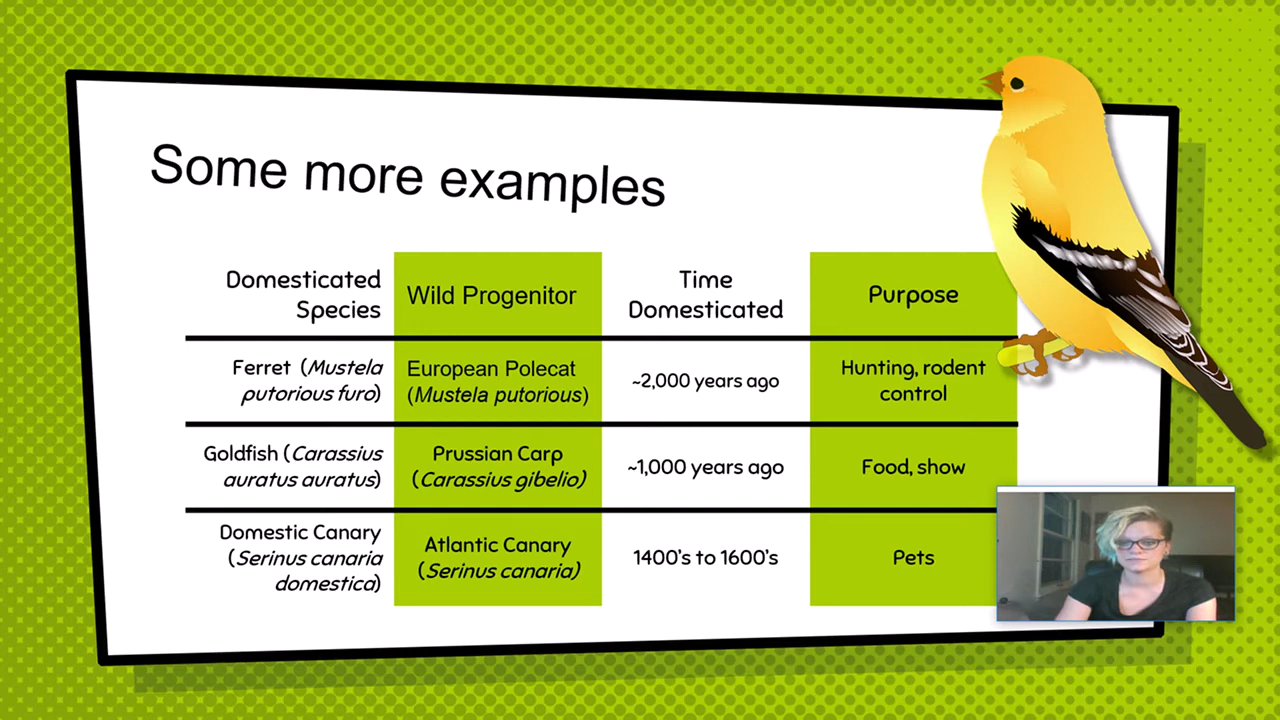 Some more examples
Domesticated Species
Wild Progenitor
Time Domesticated
Purpose
Ferret (Mustela putorious furo)
European Polecat (Mustela putorious)
~2,000 years ago
Hunting, rodent control
Goldfish (Carassius auratus auratus)
Prussian Carp (Carassius gibelio)
~1,000 years ago
Food, show
Domestic Canary (Serinus canaria domestica)
Atlantic Canary (Serinus canaria)
1400's to 1600's
Pets